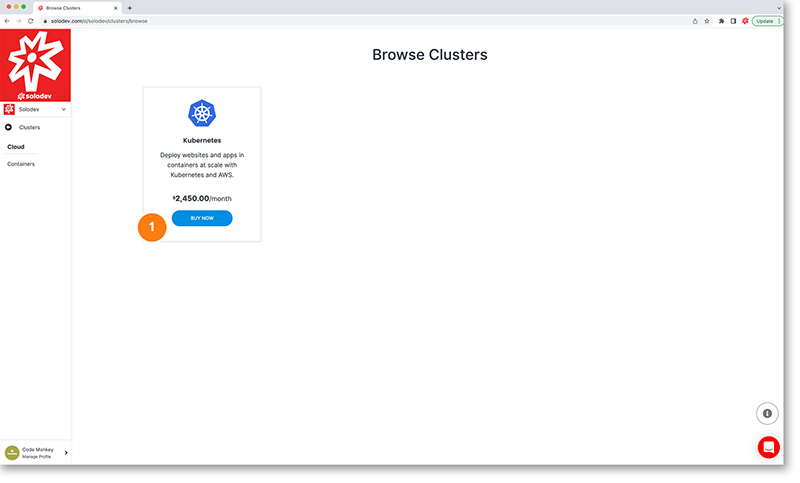 Browse Clusters
solodev.com/o/solodev/clusters/browse
Update
solodev
Browse Clusters
Solodev
Clusters
Cloud
Containers
Kubernetes
Deploy websites and apps in
containers at scale with
Kubernetes and AWS.
$2,450.00/month
BUY NOW
1
Code Monkey
Manage Profile